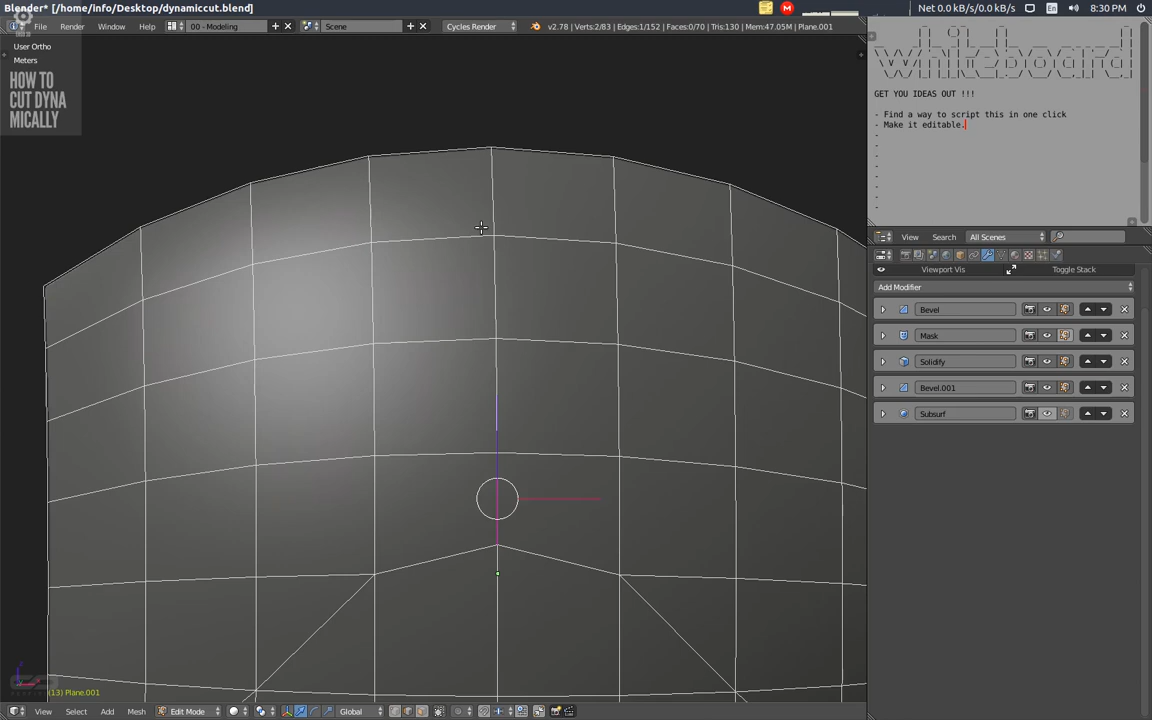 Blender* [/home/info/Desktop/dynamiccut.blend]
Net 0.0 kB/s/0.0 kB/s
En
8:30 PM
File
Render
Window
Help
00 - Modeling
Scene
Cycles Render
v2.78 | Verts:2/83 | Edges:1/152 | Faces:0/70 | Tris:130 | Mem:47.05M | Plane.001
User Ortho
Meters
HOW TO
CUT DYNA
MICALLY
whiteboard
GET YOU IDEAS OUT !!!
- Find a way to script this in one click
- Make it editable.
-
-
-
-
-
-
-
-
View
Search
All Scenes
Viewport Vis
Toggle Stack
Add Modifier
Bevel
Mask
Solidify
Bevel.001
Subsurf
(13) Plane.001
View
Select
Add
Mesh
Edit Mode
Global